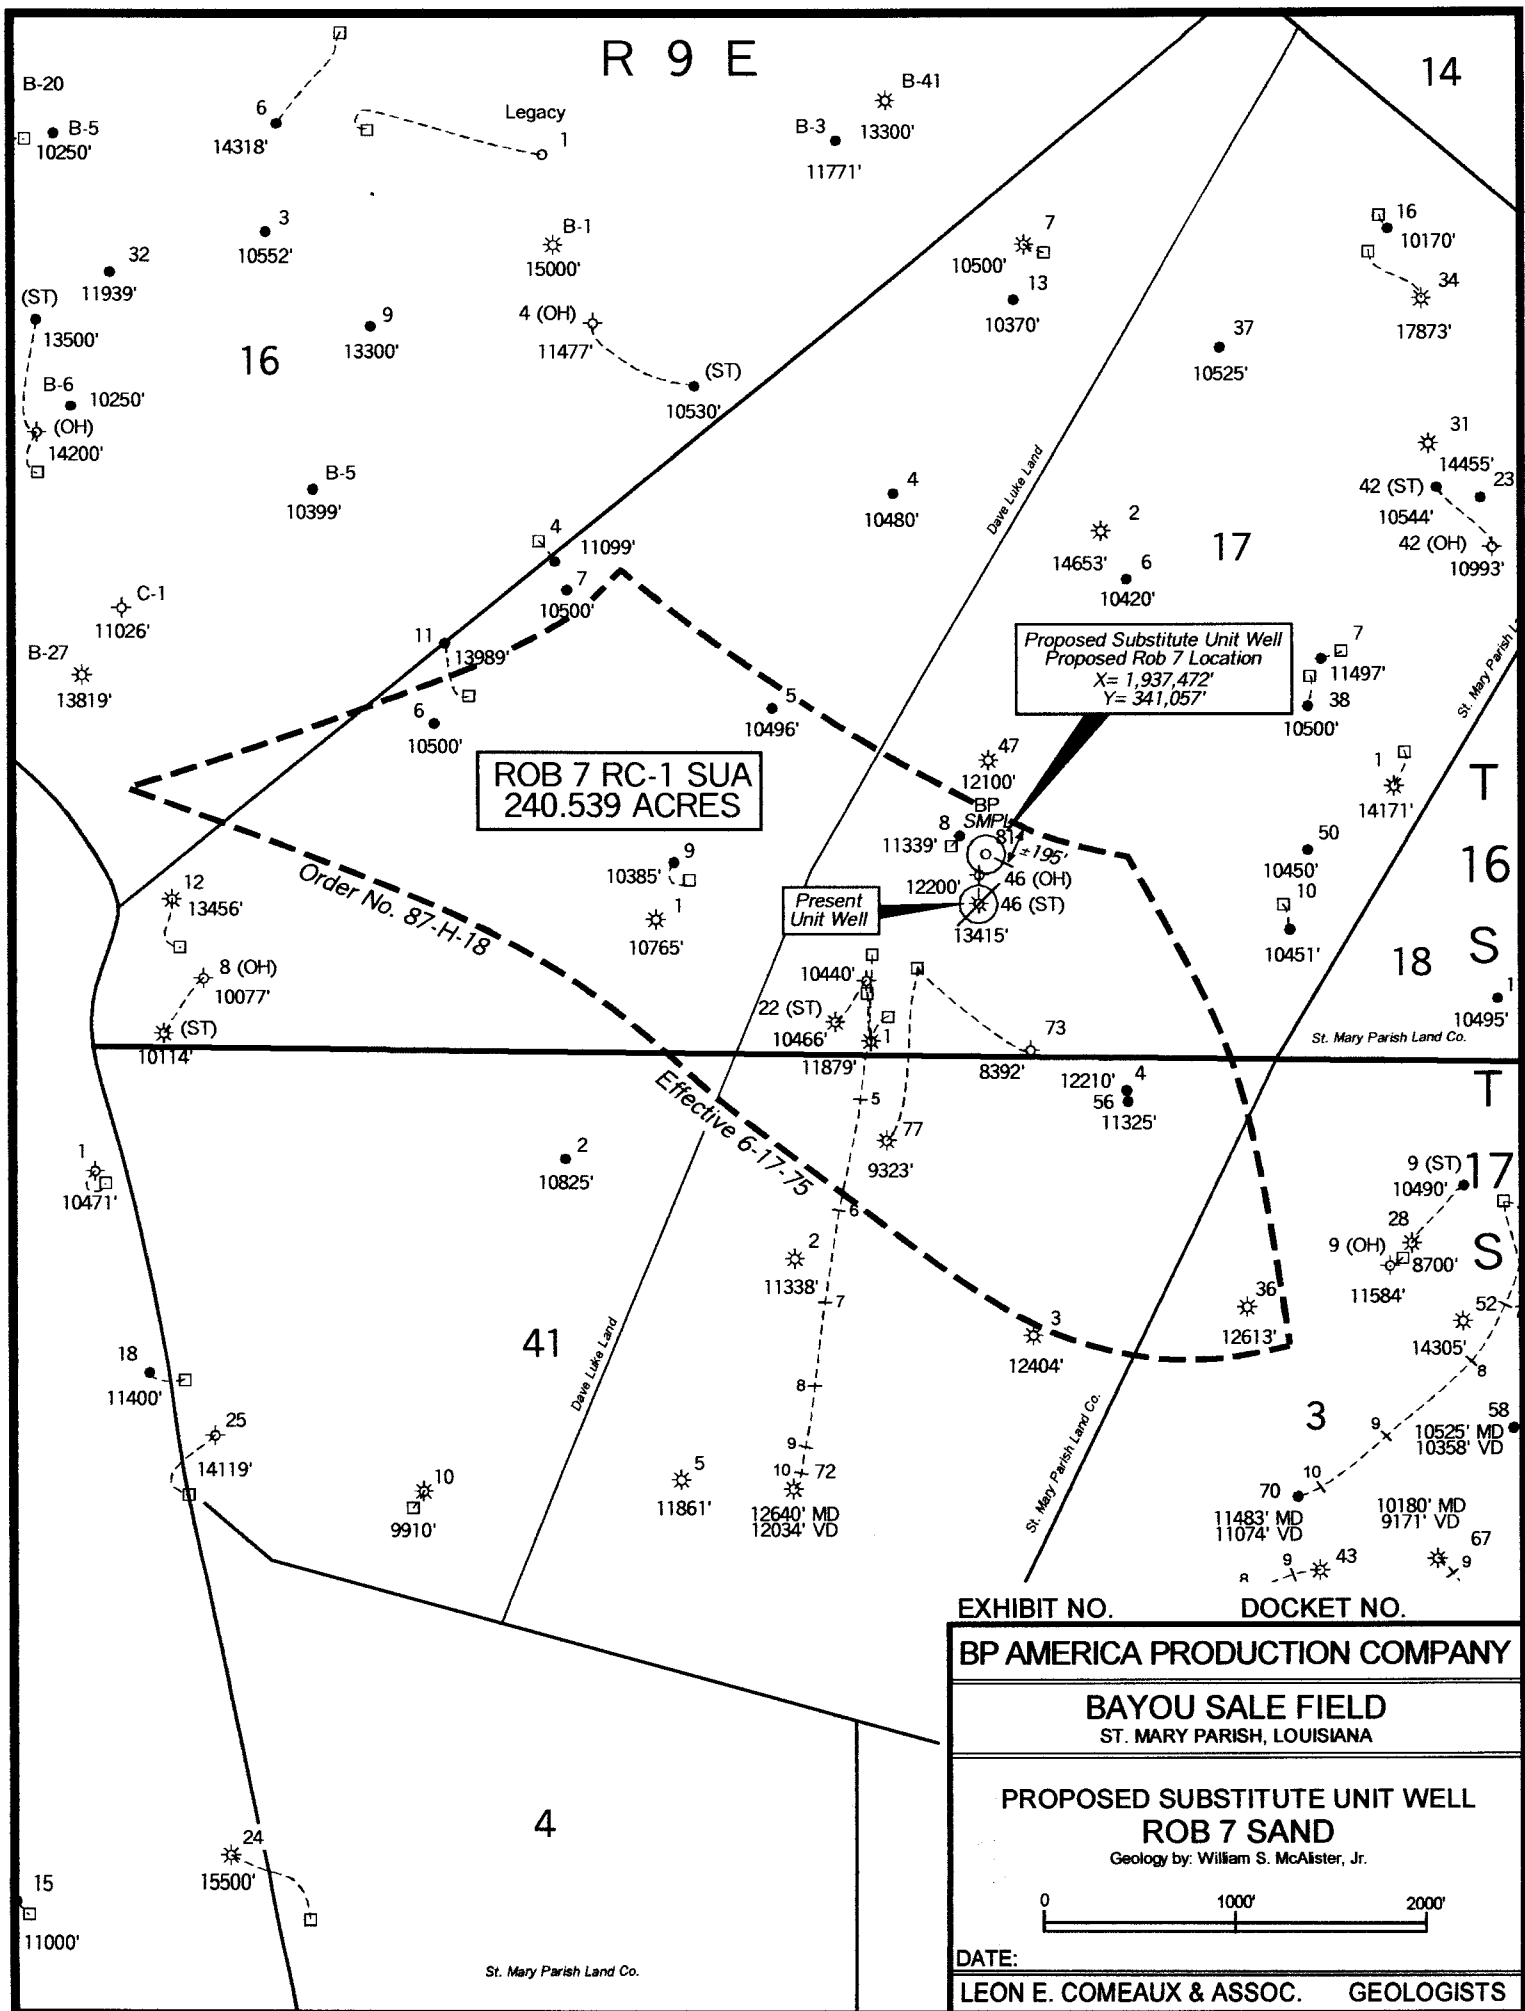 R 9 E
14
B-20
B-5
10250'
6
14318'
Legacy
1
B-41
13300'
B-3
11771'
3
10552'
32
11939'
B-1
15000'
7
10500'
13
10370'
16
10170'
34
17873'
(ST)
13500'
9
13300'
4 (OH)
11477'
(ST)
10530'
37
10525'
16
B-6
10250'
(OH)
14200'
B-5
10399'
4
10480'
Dave Luke Land
31
14455'
42 (ST)
10544'
23
42 (OH)
10993'
2
14653'
17
6
10420'
4
11099'
7
10500'
C-1
11026'
B-27
13819'
11
13989'
6
10500'
5
10496'
Proposed Substitute Unit Well
Proposed Rob 7 Location
X= 1,937,472'
Y= 341,057'
7
11497'
38
10500'
St. Mary Parish L
ROB 7 RC-1 SUA
240.539 ACRES
47
12100'
BP
SMPL
814
±195'
8
11339'
1
14171'
T
16
S
50
10450'
10
10451'
18
1
10495'
12200'
46 (OH)
46 (ST)
13415'
Present
Unit Well
9
10385'
1
10765'
Order No. 87-H-18
12
13456'
8 (OH)
10077'
(ST)
10114'
10440'
22 (ST)
10466'
1
11879'
73
8392'
St. Mary Parish Land Co.
T
17
S
12210'
4
56
11325'
5
Effective 6-17-75
77
9323'
1
10471'
2
10825'
6
2
11338'
7
9 (ST)
10490'
28
8700'
9 (OH)
11584'
36
12613'
3
12404'
52
14305'
8
41
Dave Luke Land
18
11400'
25
14119'
8
9
10
72
12640' MD
12034' VD
10
9910'
5
11861'
St. Mary Parish Land Co.
3
9
58
10525' MD
10358' VD
10
70
11483' MD
11074' VD
10180' MD
9171' VD
67
9
8
9
43
EXHIBIT NO. DOCKET NO.
BP AMERICA PRODUCTION COMPANY
BAYOU SALE FIELD
ST. MARY PARISH, LOUISIANA
PROPOSED SUBSTITUTE UNIT WELL
ROB 7 SAND
Geology by: William S. McAlister, Jr.
0 1000' 2000'
DATE:
LEON E. COMEAUX & ASSOC. GEOLOGISTS
4
24
15500'
15
11000'
St. Mary Parish Land Co.